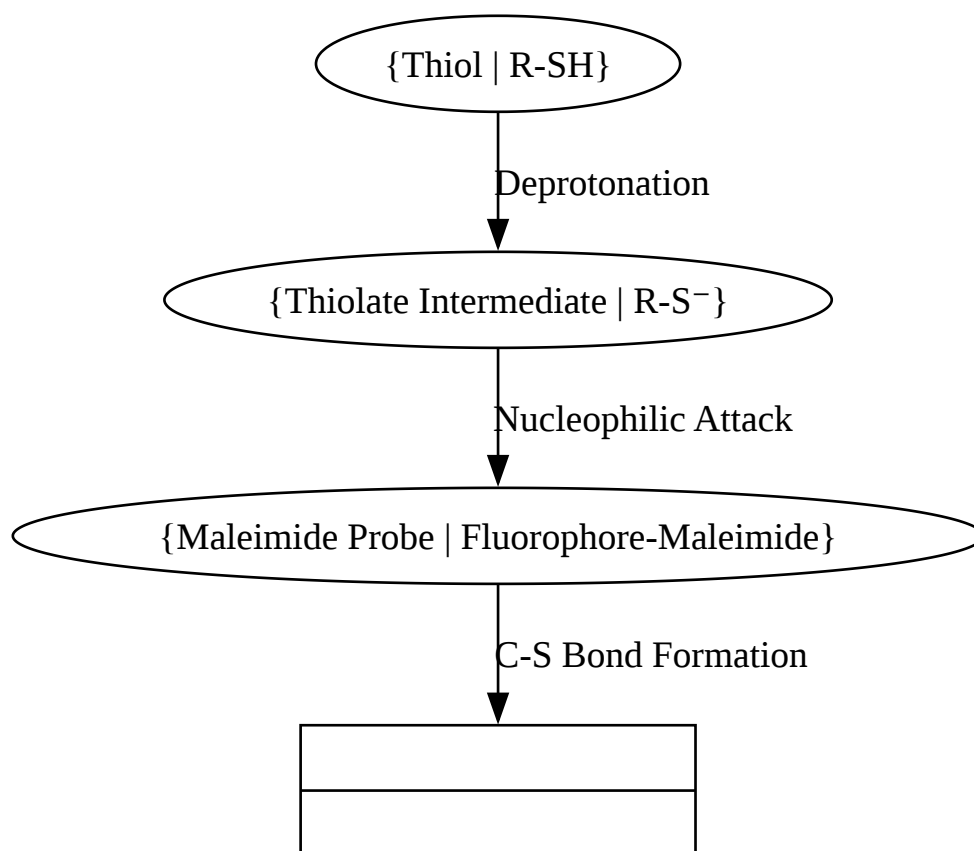 {Thiol | R-SH}
Deprotonation
{Thiolate Intermediate | R-S⁻}
Nucleophilic Attack
{Maleimide Probe | Fluorophore-Maleimide}
C-S Bond Formation